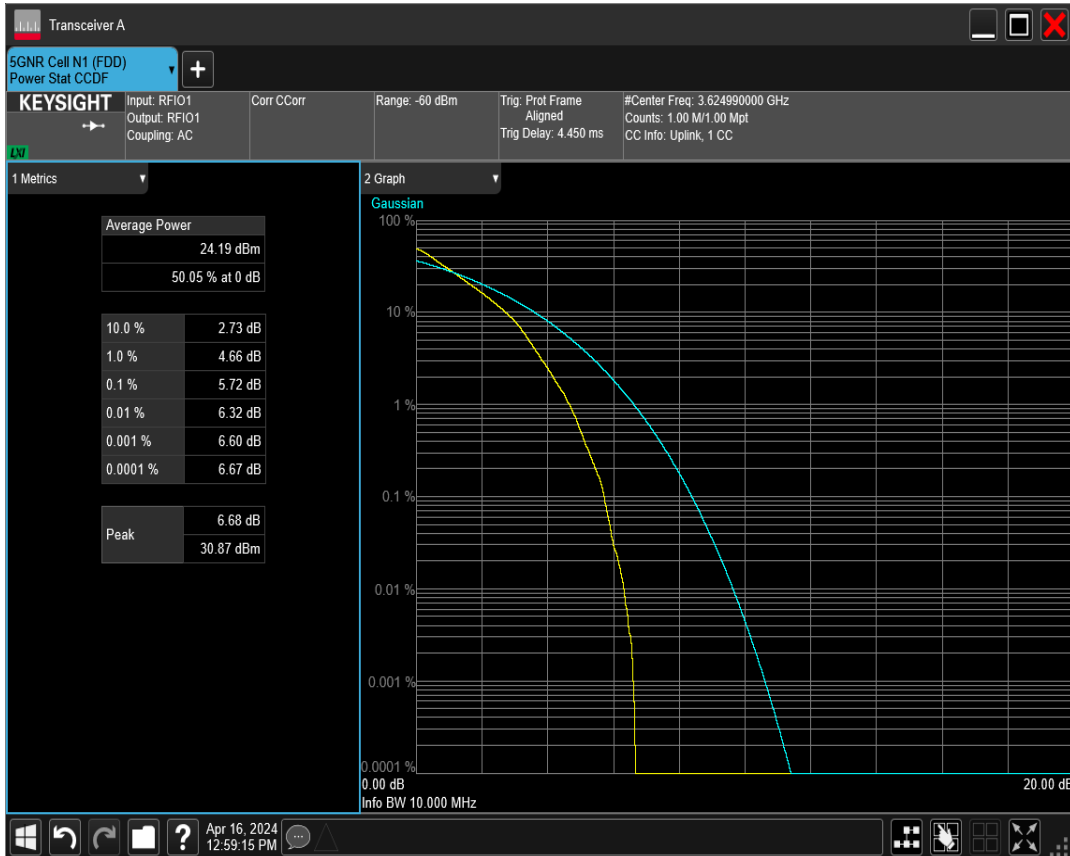 Transceiver A
5GNR Cell N1 (FDD)
Power Stat CCDF
KEYSIGHT
LXI
Input: RFIO1
Output: RFIO1
Coupling: AC
Corr CCorr
Range: -60 dBm
Trig: Prot Frame
Aligned
Trig Delay: 4.450 ms
#Center Freq: 3.624990000 GHz
Counts: 1.00 M/1.00 Mpt
CC Info: Uplink, 1 CC
1 Metrics
Average Power
24.19 dBm
50.05 % at 0 dB
10.0 % 2.73 dB
1.0 % 4.66 dB
0.1 % 5.72 dB
0.01 % 6.32 dB
0.001 % 6.60 dB
0.0001 % 6.67 dB
Peak
6.68 dB
30.87 dBm
2 Graph
Gaussian
100 %
10 %
1 %
0.1 %
0.01 %
0.001 %
0.0001 %
0.00 dB
20.00 dB
Info BW 10.000 MHz
Apr 16, 2024
12:59:15 PM